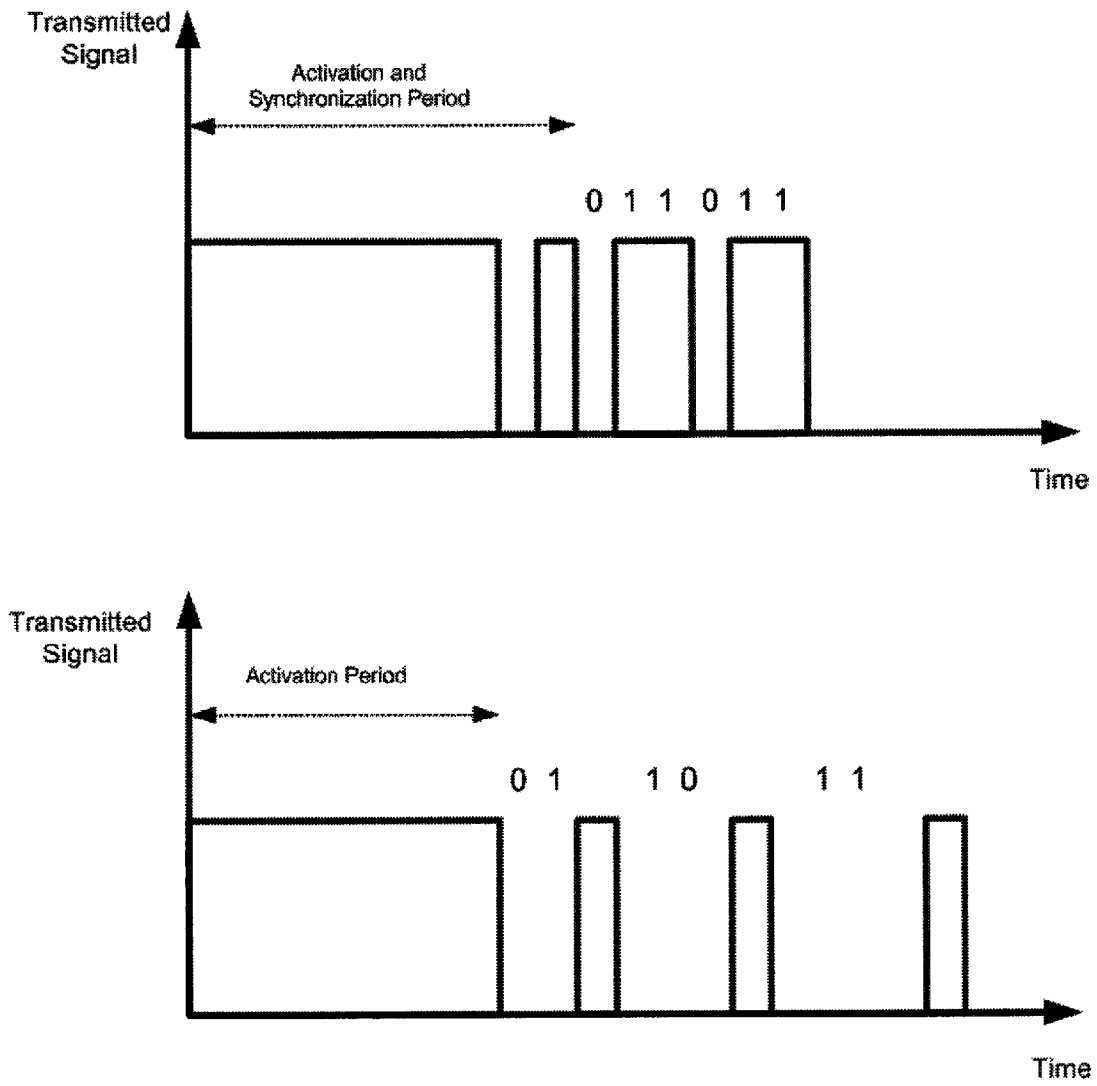 Transmitted
Signal
Activation and
Synchronization Period
0 1 1 0 1 1
Time
Transmitted
Signal
Activation Period
0 1 1 0 1 1
Time